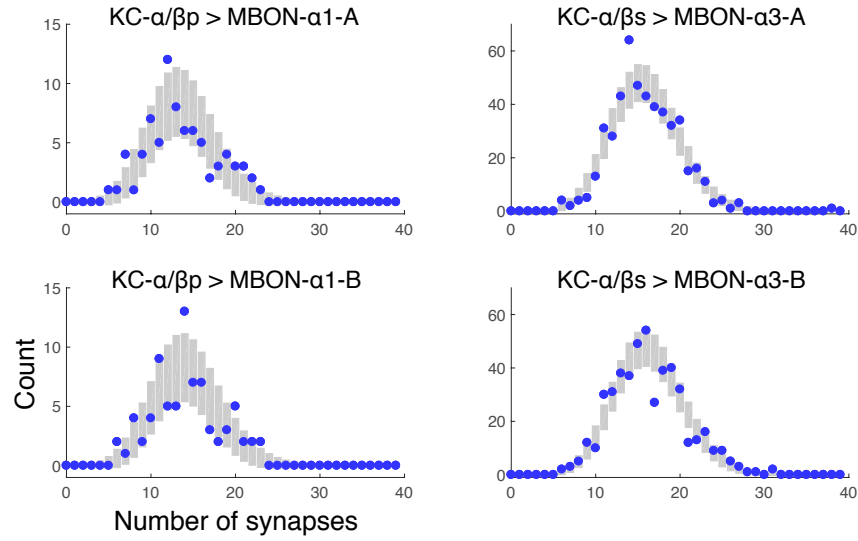 KC-α/βp > MBON-α1-A
15
10
5
0
0 10 20 30 40
KC-α/βs > MBON-α3-A
60
40
20
0
0 10 20 30 40
KC-α/βp > MBON-α1-B
15
10
5
0
0 10 20 30 40
KC-α/βs > MBON-α3-B
60
40
20
0
0 10 20 30 40
Count
Number of synapses